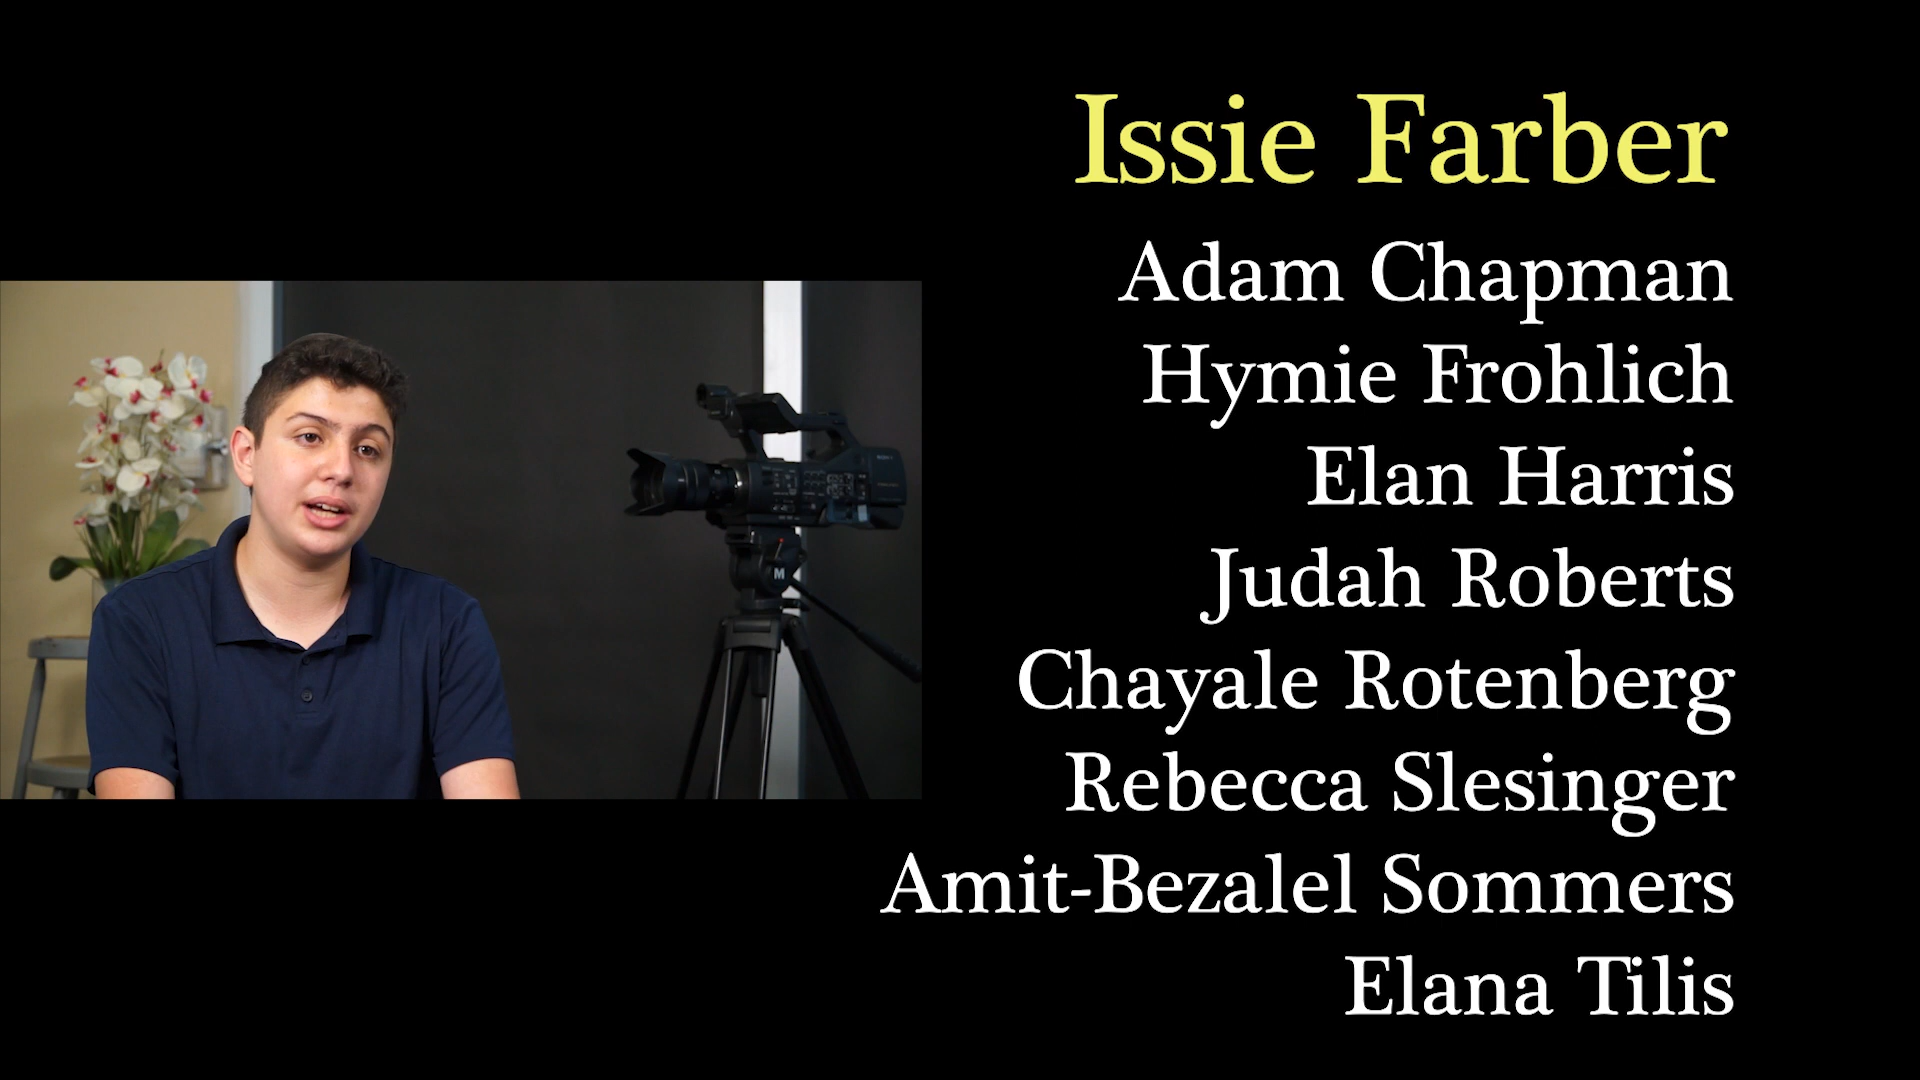 Issie Farber
Adam Chapman
Hymie Frohlich
Elan Harris
Judah Roberts
Chayale Rotenberg
Rebecca Slesinger
Amit-Bezalel Sommers
Elana Tilis
M